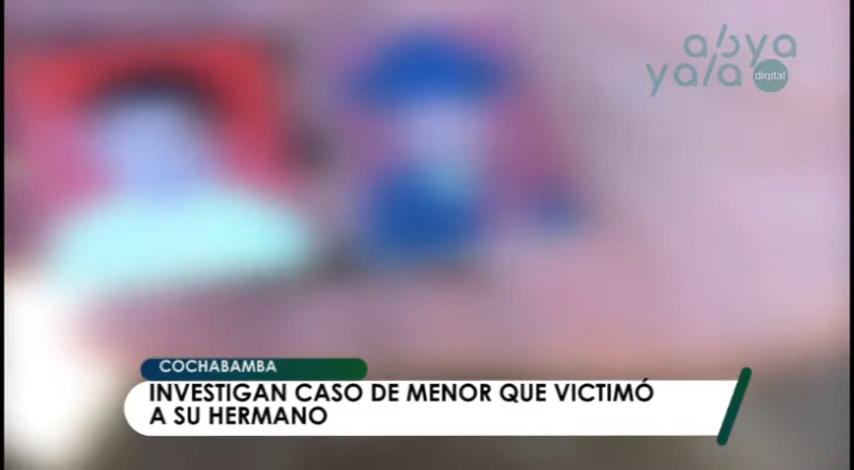 abya
yala
digital
COCHABAMBA
INVESTIGAN CASO DE MENOR QUE VICTIMÓ
A SU HERMANO